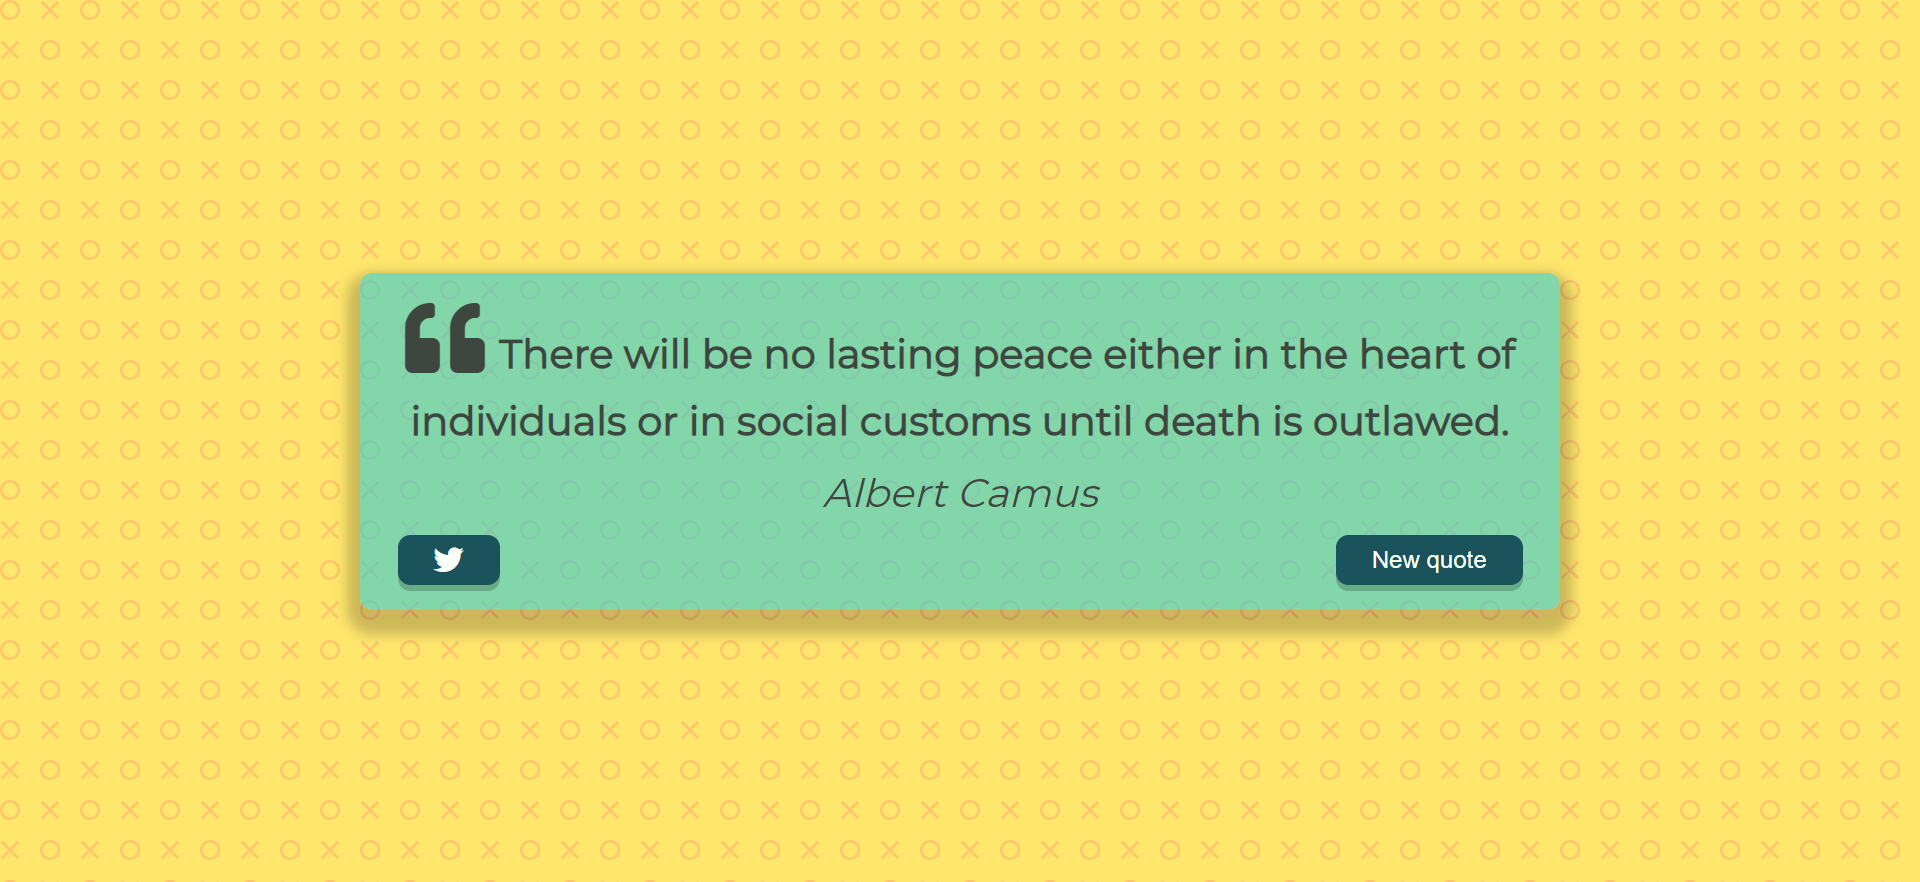 There will be no lasting peace either in the heart of
individuals or in social customs until death is outlawed.
Albert Camus
New quote